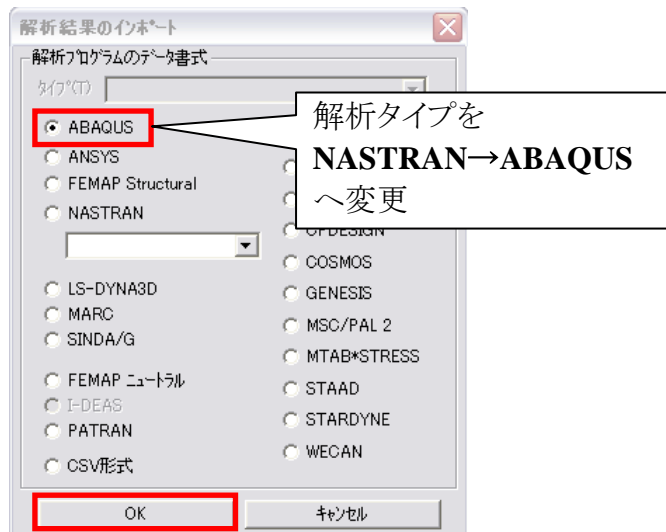 解析結果のインポート
解析プログラムのデータ書式
タイプ(T)
ABAQUS
ANSYS
FEMAP Structural
NASTRAN
LS-DYNA3D
MARC
SINDA/G
FEMAP ニュートラル
I-DEAS
PATRAN
CSV形式
解析タイプを
NASTRAN→ABAQUS
へ変更
COSMOS
GENESIS
MSC/PAL 2
MTAB*STRESS
STAAD
STARDYNE
WECAN
OK
キャンセル